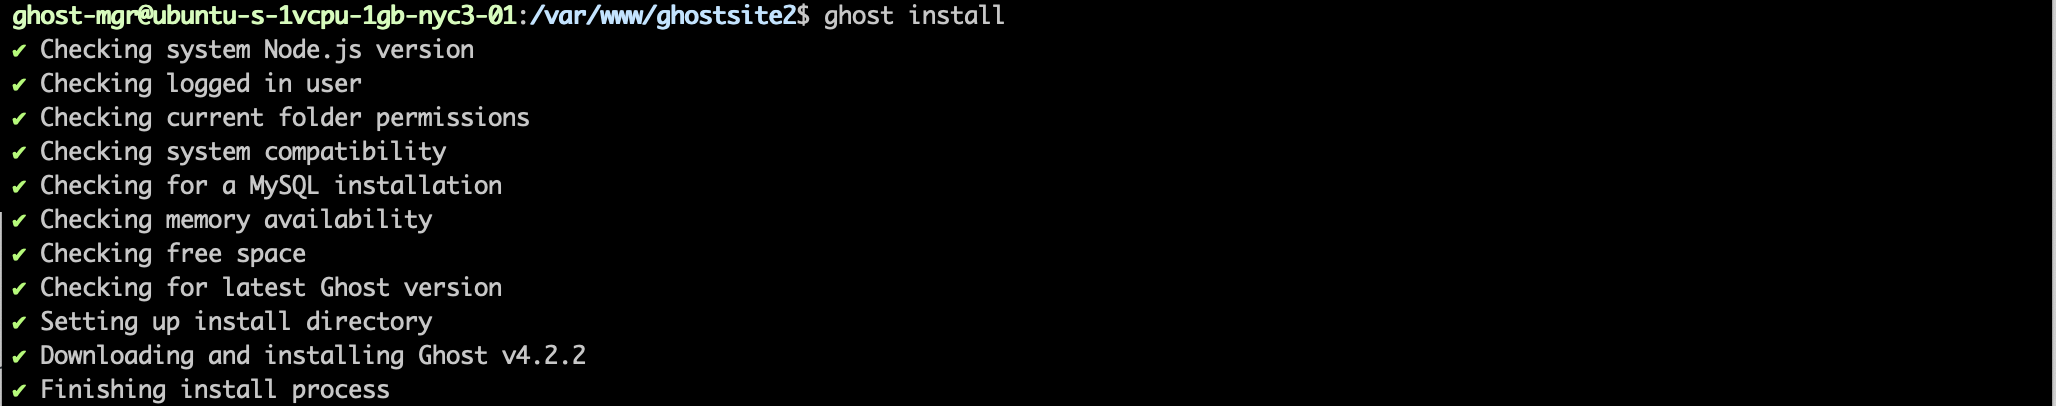 ghost-mgr@ubuntu-s-1vcpu-1gb-nyc3-01:/var/www/ghostsite2$ ghost install
✔ Checking system Node.js version
✔ Checking logged in user
✔ Checking current folder permissions
✔ Checking system compatibility
✔ Checking for a MySQL installation
✔ Checking memory availability
✔ Checking free space
✔ Checking for latest Ghost version
✔ Setting up install directory
✔ Downloading and installing Ghost v4.2.2
✔ Finishing install process